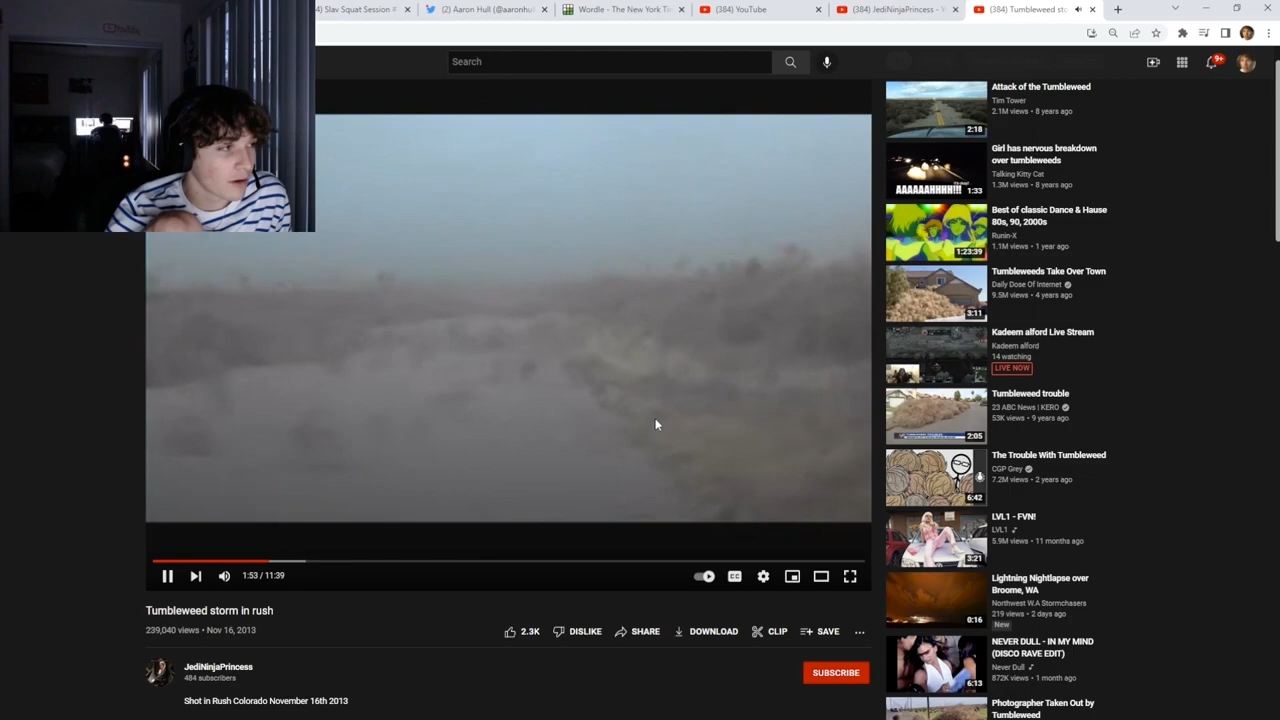 84) Slav Squat Session #
(2) Aaron Hull (@aaronhul
Wordle - The New York Tim
(384) YouTube
(384) JediNinjaPrincess - Y
(384) Tumbleweed sto
Search
9+
Attack of the Tumbleweed
Tim Tower
2.1M views • 8 years ago
2:18
Girl has nervous breakdown
over tumbleweeds
Talking Kitty Cat
1.3M views • 8 years ago
AAAAAAHHHH!!!
1:33
Best of classic Dance & Hause
80s, 90, 2000s
Runin-X
1.1M views • 1 year ago
1:23:39
Tumbleweeds Take Over Town
Daily Dose Of Internet
9.5M views • 4 years ago
3:11
Kadeem alford Live Stream
Kadeem alford
14 watching
LIVE NOW
Tumbleweed trouble
23 ABC News | KERO
53K views • 9 years ago
2:05
The Trouble With Tumbleweed
CGP Grey
7.2M views • 2 years ago
6:42
LVL1 - FVN!
LVL1
5.9M views • 11 months ago
3:21
Lightning Nightlapse over
Broome, WA
Northwest W.A Stormchasers
219 views • 2 days ago
New
0:16
NEVER DULL - IN MY MIND
(DISCO RAVE EDIT)
Never Dull
872K views • 1 month ago
6:13
Photographer Taken Out by
Tumbleweed
1:53 / 11:39
CC
Tumbleweed storm in rush
239,040 views • Nov 16, 2013
2.3K
DISLIKE
SHARE
DOWNLOAD
CLIP
SAVE
JediNinjaPrincess
484 subscribers
SUBSCRIBE
Shot in Rush Colorado November 16th 2013